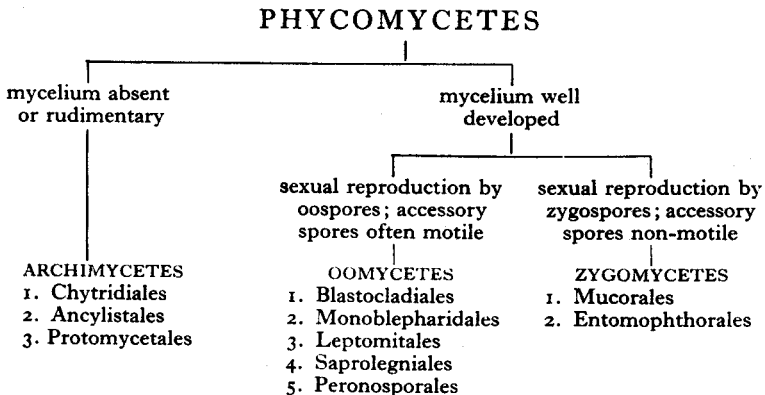 PHYCOMYCETES
mycelium absent
or rudimentary
mycelium well
developed
sexual reproduction by
oospores; accessory
spores often motile
sexual reproduction by
zygospores; accessory
spores non-motile
ARCHIMYCETES
1. Chytridiales
2. Ancylistales
3. Protomycetales
OOMYCETES
1. Blastocladiales
2. Monoblepharidales
3. Leptomitales
4. Saprolegniales
5. Peronosporales
ZYGOMYCETES
1. Mucorales
2. Entomophthorales